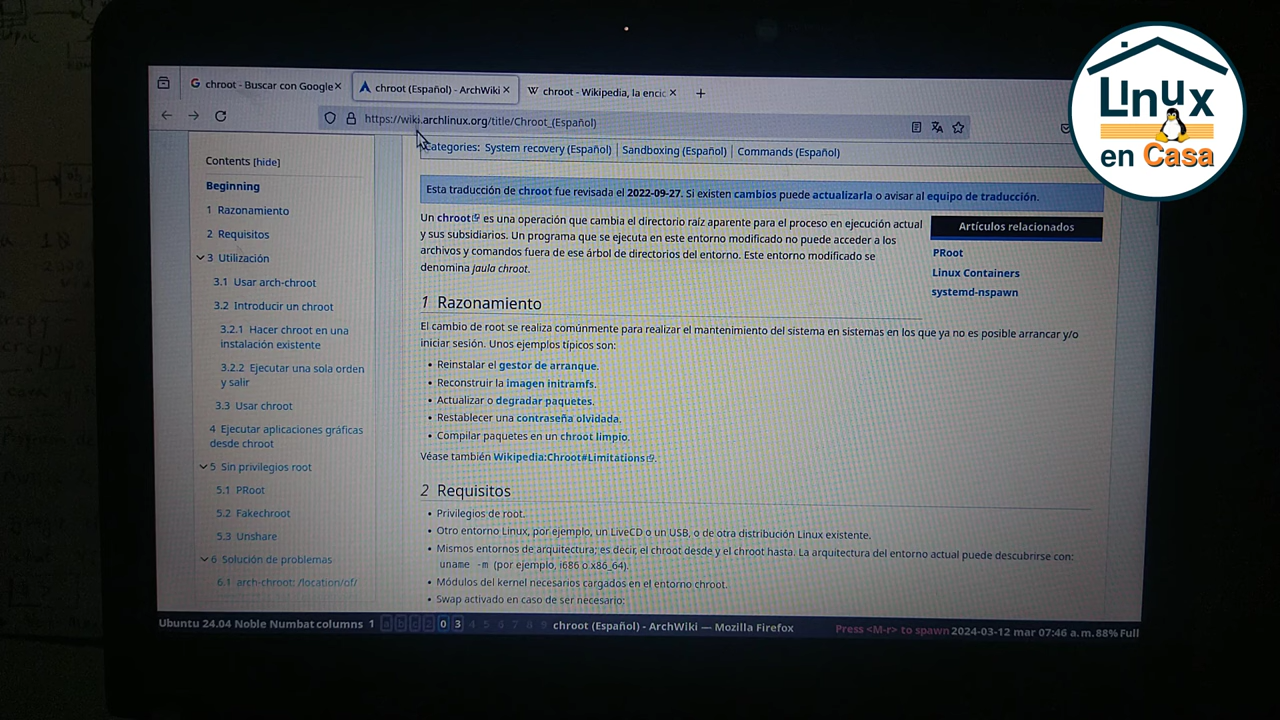 chroot - Buscar con Google
chroot (Español) - ArchWiki
W chroot - Wikipedia, la encic
https://wiki.archlinux.org/title/Chroot_(Español)
Linux
en Casa
Contents [hide]
Beginning
1 Razonamiento
2 Requisitos
3 Utilización
3.1 Usar arch-chroot
3.2 Introducir un chroot
3.2.1 Hacer chroot en una
instalación existente
3.2.2 Ejecutar una sola orden
y salir
3.3 Usar chroot
4 Ejecutar aplicaciones gráficas
desde chroot
5 Sin privilegios root
5.1 PRoot
5.2 Fakechroot
5.3 Unshare
6 Solución de problemas
6.1 arch-chroot: /location/of/
Categories: System recovery (Español) | Sandboxing (Español) | Commands (Español)
Esta traducción de chroot fue revisada el 2022-09-27. Si existen cambios puede actualizarla o avisar al equipo de traducción.
Un chroot es una operación que cambia el directorio raíz aparente para el proceso en ejecución actual
y sus subsidiarios. Un programa que se ejecuta en este entorno modificado no puede acceder a los
archivos y comandos fuera de ese árbol de directorios del entorno. Este entorno modificado se
denomina jaula chroot.
Artículos relacionados
PRoot
Linux Containers
systemd-nspawn
1 Razonamiento
El cambio de root se realiza comúnmente para realizar el mantenimiento del sistema en sistemas en los que ya no es posible arrancar y/o
iniciar sesión. Unos ejemplos típicos son:
• Reinstalar el gestor de arranque.
• Reconstruir la imagen initramfs.
• Actualizar o degradar paquetes.
• Restablecer una contraseña olvidada.
• Compilar paquetes en un chroot limpio.
Véase también Wikipedia:Chroot#Limitations.
2 Requisitos
• Privilegios de root.
• Otro entorno Linux, por ejemplo, un LiveCD o un USB, o de otra distribución Linux existente.
• Mismos entornos de arquitectura; es decir, el chroot desde y el chroot hasta. La arquitectura del entorno actual puede descubrirse con:
uname -m (por ejemplo, i686 o x86_64).
• Módulos del kernel necesarios cargados en el entorno chroot.
• Swap activado en caso de ser necesario:
Ubuntu 24.04 Noble Numbat columns 1 a b c 2 0 3 4 5 6 7 8 9 chroot (Español) - ArchWiki — Mozilla Firefox Press <M-r> to spawn 2024-03-12 mar 07:46 a.m. 88% Full